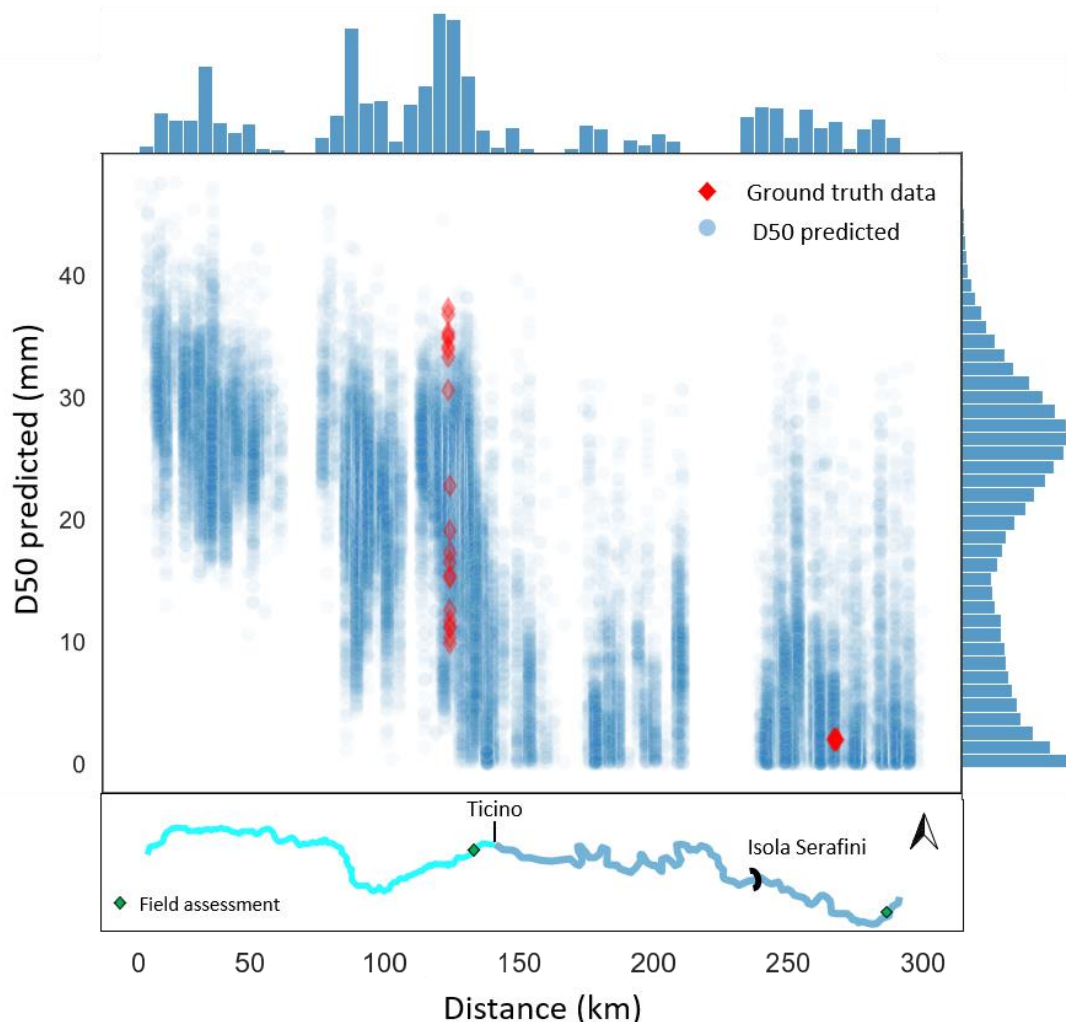 Ground truth data
D50 predicted
40
30
20
10
0
D50 predicted (mm)
Ticino
Isola Serafini
Field assessment
0 50 100 150 200 250 300
Distance (km)